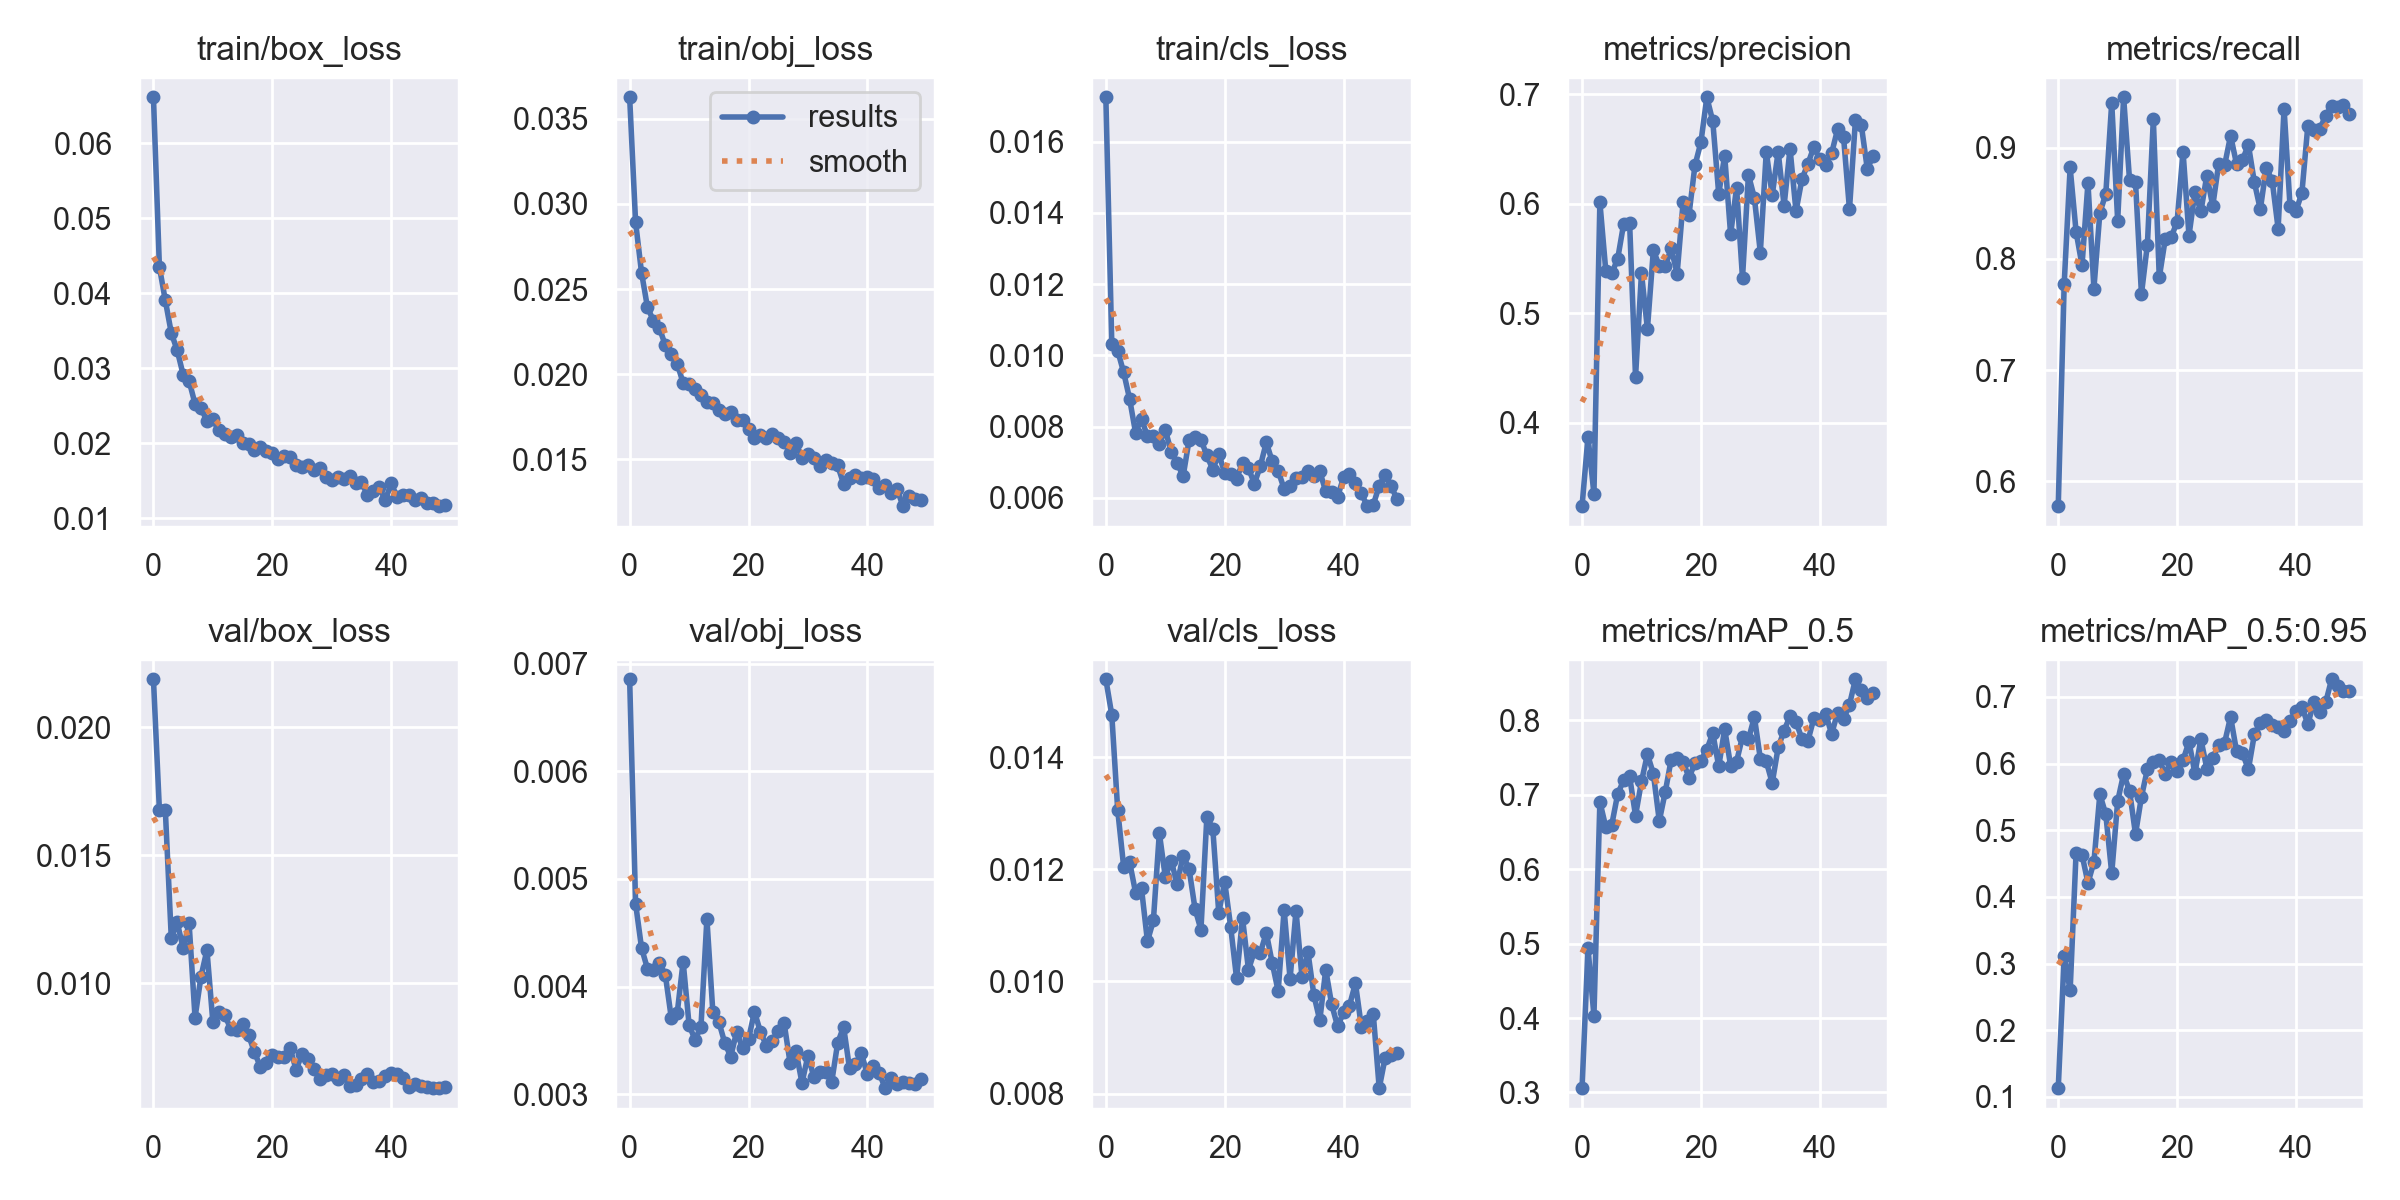 train/box_loss
0.06
0.05
0.04
0.03
0.02
0.01
0 20 40
train/obj_loss
results
smooth
0.035
0.030
0.025
0.020
0.015
0 20 40
train/cls_loss
0.016
0.014
0.012
0.010
0.008
0.006
0 20 40
metrics/precision
0.7
0.6
0.5
0.4
0 20 40
metrics/recall
0.9
0.8
0.7
0.6
0 20 40
val/box_loss
0.020
0.015
0.010
0 20 40
val/obj_loss
0.007
0.006
0.005
0.004
0.003
0 20 40
val/cls_loss
0.014
0.012
0.010
0.008
0 20 40
metrics/mAP_0.5
0.8
0.7
0.6
0.5
0.4
0.3
0 20 40
metrics/mAP_0.5:0.95
0.7
0.6
0.5
0.4
0.3
0.2
0.1
0 20 40